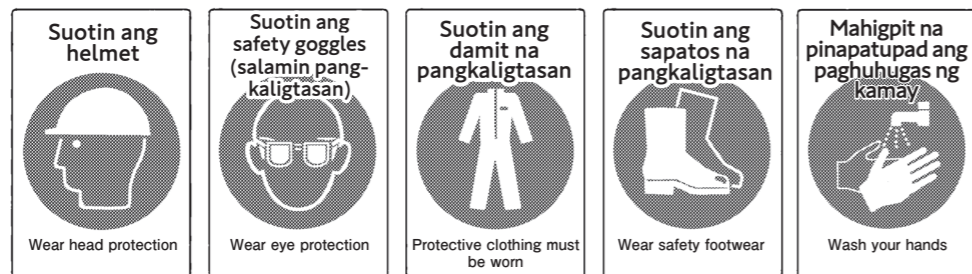 Suotin ang
helmet
Wear head protection
Suotin ang
safety goggles
(salamin pang-
kaligtasan)
Wear eye protection
Suotin ang
damit na
pangkaligtasan
Protective clothing must
be worn
Suotin ang
sapatos na
pangkaligtasan
Wear safety footwear
Mahigpit na
pinapatupad ang
paghuhugas ng
kamay
Wash your hands